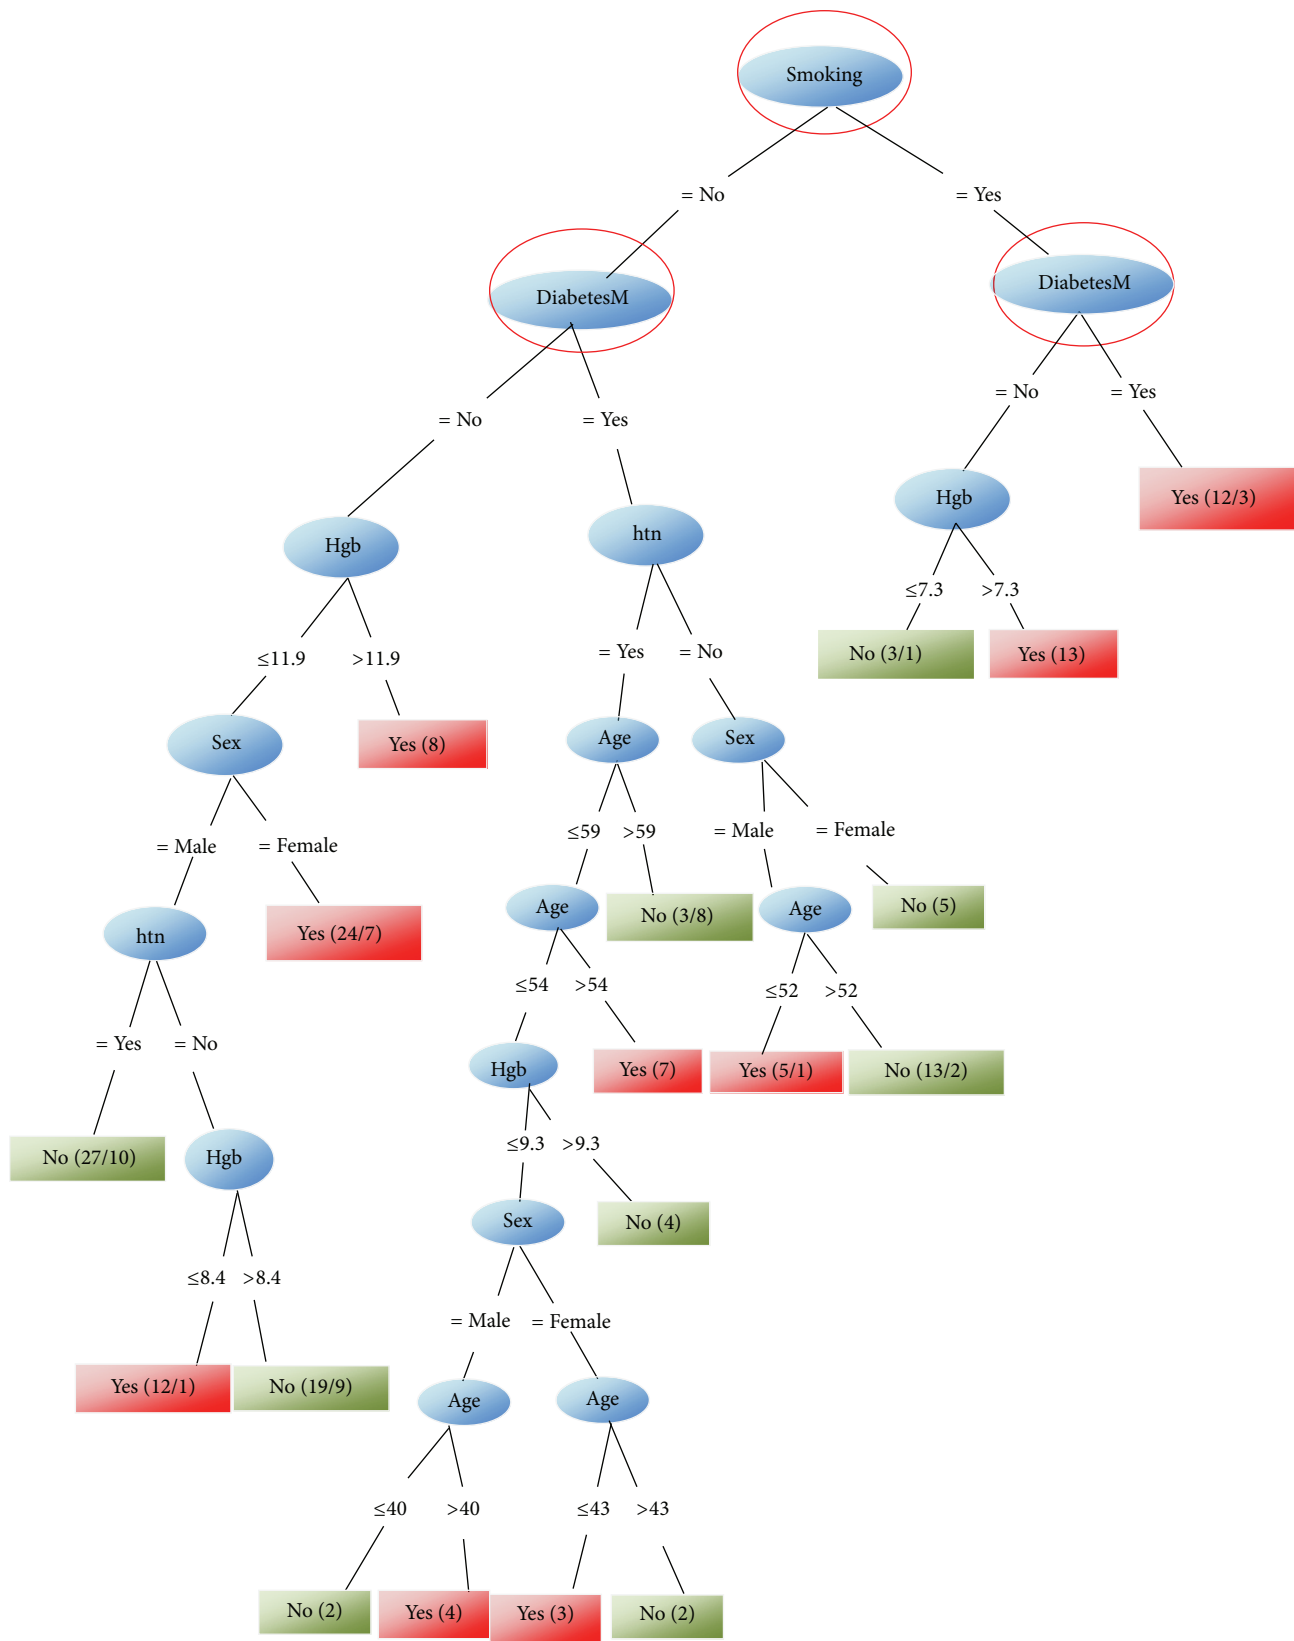 Smoking
= No
= Yes
DiabetesM
DiabetesM
= No
= Yes
= No
= Yes
Hgb
htn
Hgb
Yes (12/3)
≤7.3
>7.3
No (3/1)
Yes (13)
≤11.9
>11.9
= Yes
= No
Sex
Yes (8)
Age
Sex
= Male
= Female
≤59
>59
= Male
= Female
htn
Yes (24/7)
Age
No (3/8)
Age
No (5)
= Yes
= No
≤54
>54
≤52
>52
Hgb
Yes (7)
Yes (5/1)
No (13/2)
No (27/10)
Hgb
≤9.3
>9.3
Sex
No (4)
≤8.4
>8.4
= Male
= Female
Yes (12/1)
No (19/9)
Age
Age
≤40
>40
≤43
>43
No (2)
Yes (4)
Yes (3)
No (2)